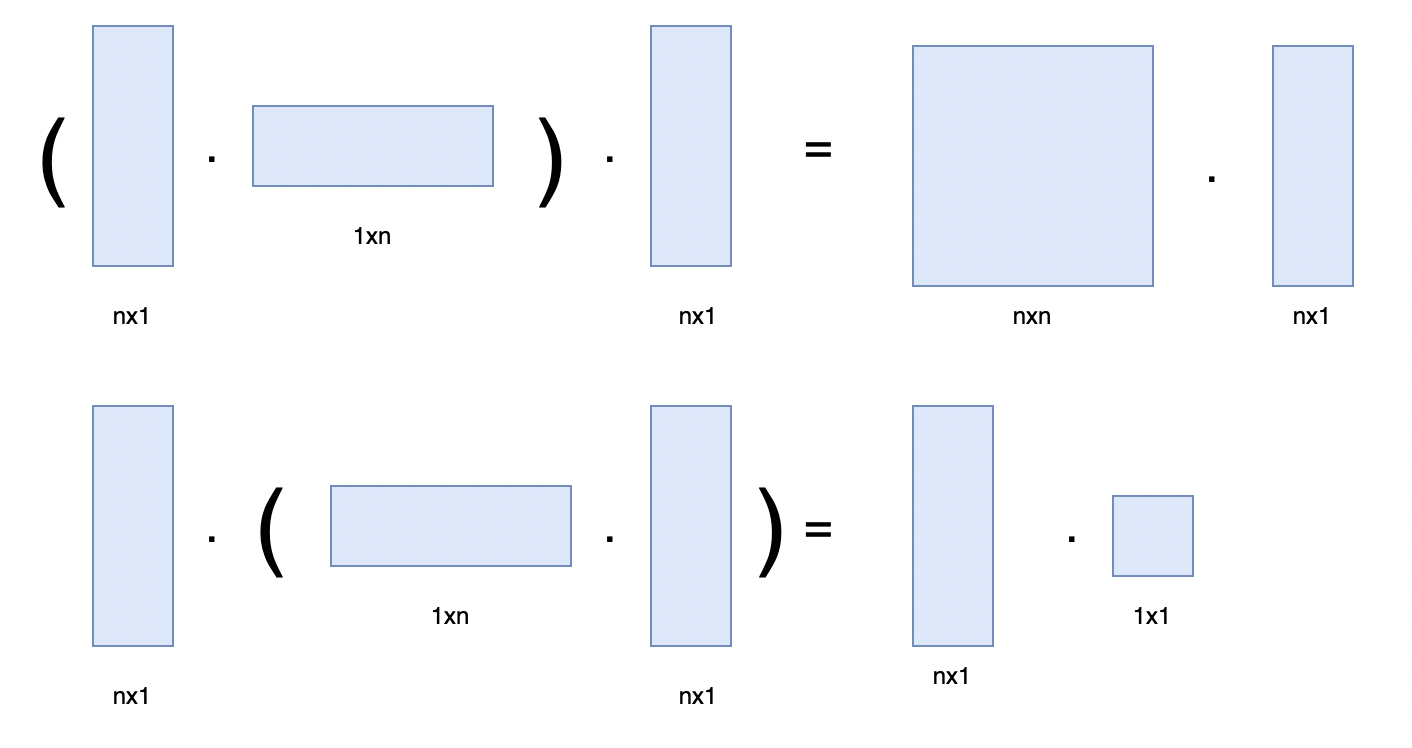 ( . ) . = .
1xn
nx1 nx1 nxn nx1
. ( . ) = .
1xn 1x1
nx1
nx1 nx1